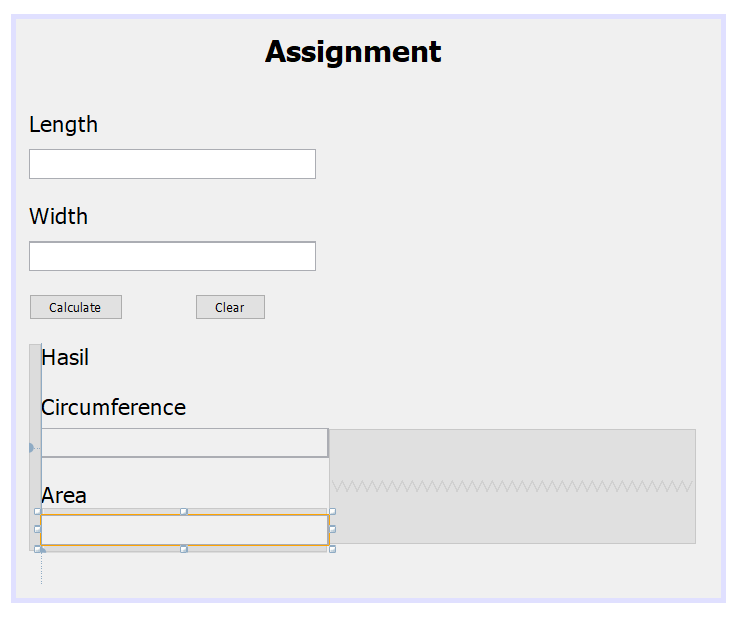 Assignment
Length
Width
Calculate Clear
Hasil
Circumference
Area